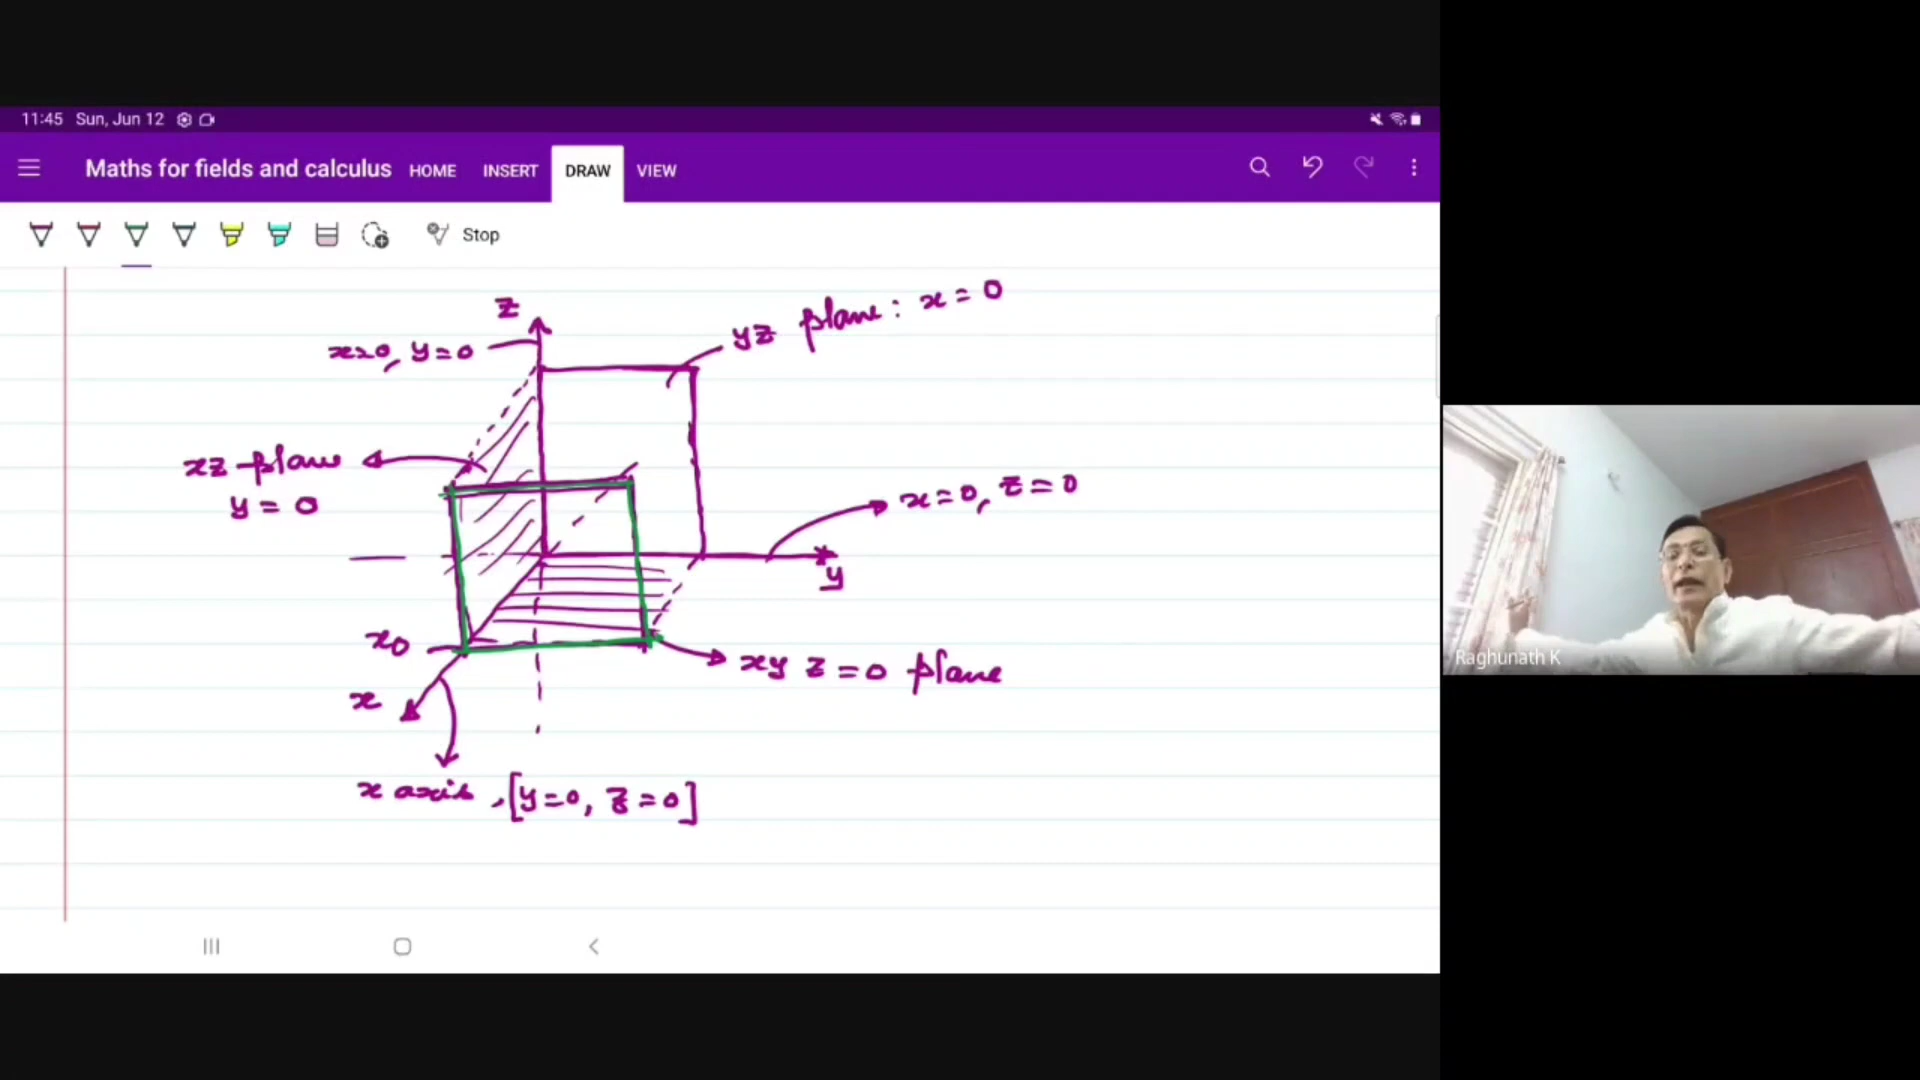 11:45 Sun, Jun 12
Maths for fields and calculus HOME INSERT DRAW VIEW
Stop
z
yz plane: x = 0
x=0, y=0
xz plane
y = 0
x=0, z=0
y
x0
xy z=0 plane
x
x axis, [y=0, z=0]
Raghunath K